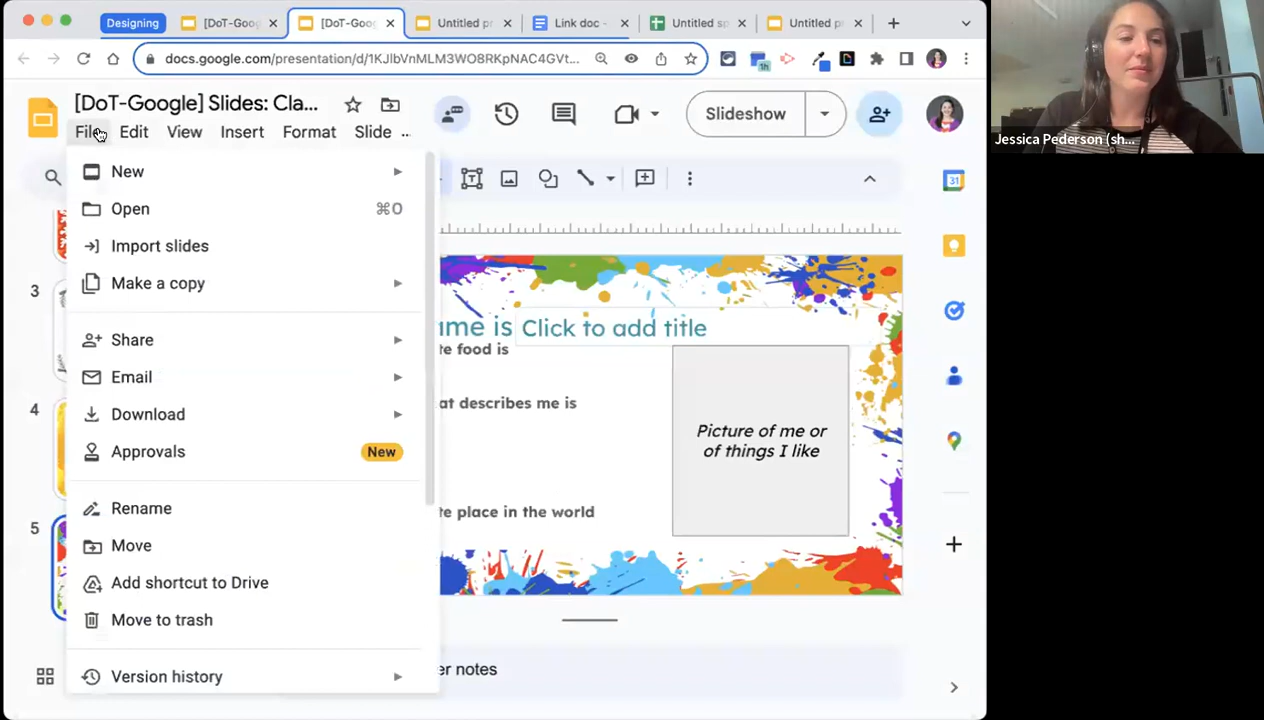 Designing
[DoT-Goog
[DoT-Goog
Untitled pr
Link doc -
Untitled sp
Untitled pr
docs.google.com/presentation/d/1KJlbVnMLM3WO8RKpNAC4GVt...
1h
[DoT-Google] Slides: Cla...
Slideshow
File Edit View Insert Format Slide ...
New
Open ⌘O
Import slides
Make a copy
Share
Email
Download
Approvals New
Rename
Move
Add shortcut to Drive
Move to trash
Version history
3
4
5
ame is Click to add title
te food is
at describes me is
te place in the world
Picture of me or
of things I like
er notes
31
Jessica Pederson (sh...